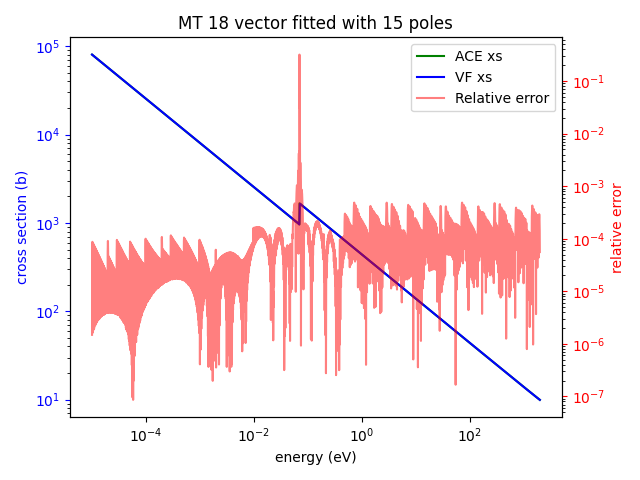 MT 18 vector fitted with 15 poles
ACE xs
VF xs
Relative error
cross section (b)
10^5
10^4
10^3
10^2
10^1
relative error
10^-1
10^-2
10^-3
10^-4
10^-5
10^-6
10^-7
10^-4
10^-2
10^0
10^2
energy (eV)